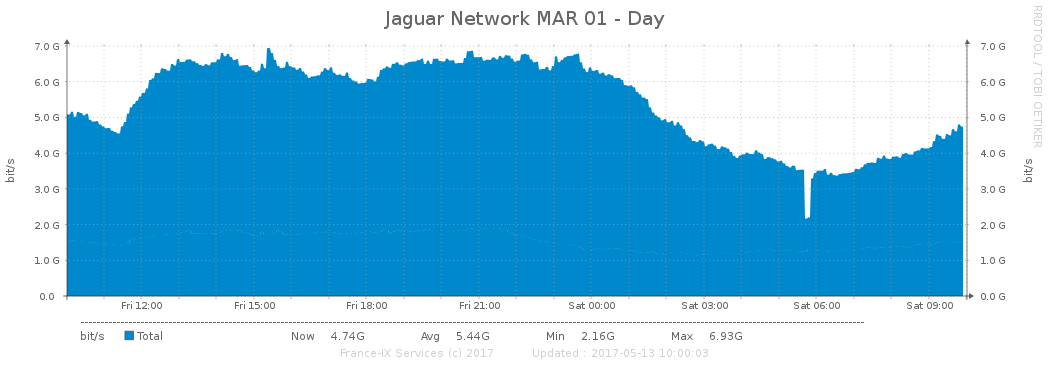 Jaguar Network MAR 01 - Day
RRDTOOL / TOBI OETIKER
7.0 G 7.0 G
6.0 G 6.0 G
5.0 G 5.0 G
4.0 G 4.0 G
bit/s bit/s
3.0 G 3.0 G
2.0 G 2.0 G
1.0 G 1.0 G
0.0 0.0 G
Fri 12:00 Fri 15:00 Fri 18:00 Fri 21:00 Sat 00:00 Sat 03:00 Sat 06:00 Sat 09:00
bit/s Total Now 4.74G Avg 5.44G Min 2.16G Max 6.93G
France-IX Services (c) 2017 Updated : 2017-05-13 10:00:03